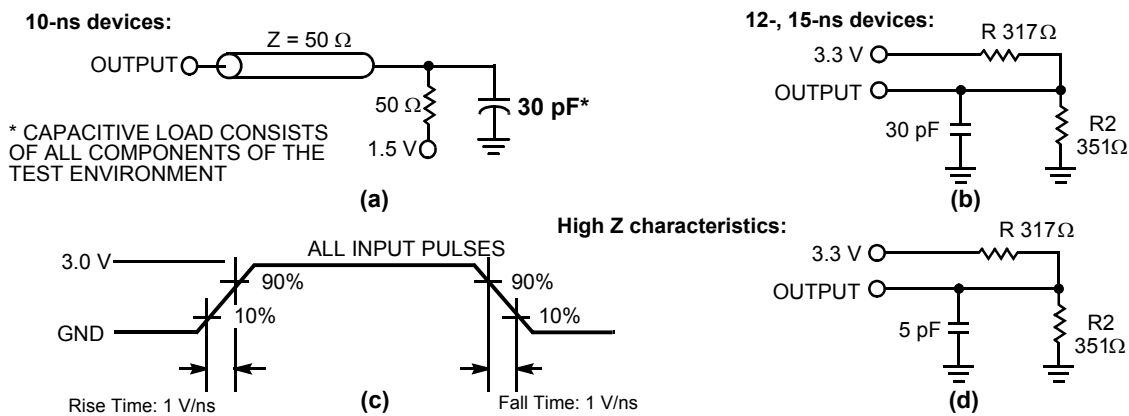 10-ns devices:
Z = 50 Ω
OUTPUT
50 Ω
30 pF*
1.5 V
* CAPACITIVE LOAD CONSISTS
OF ALL COMPONENTS OF THE
TEST ENVIRONMENT
(a)
12-, 15-ns devices:
R 317Ω
3.3 V
OUTPUT
30 pF
R2
351Ω
(b)
ALL INPUT PULSES
3.0 V
90%
10%
GND
90%
10%
Rise Time: 1 V/ns
(c)
Fall Time: 1 V/ns
High Z characteristics:
R 317Ω
3.3 V
OUTPUT
5 pF
R2
351Ω
(d)